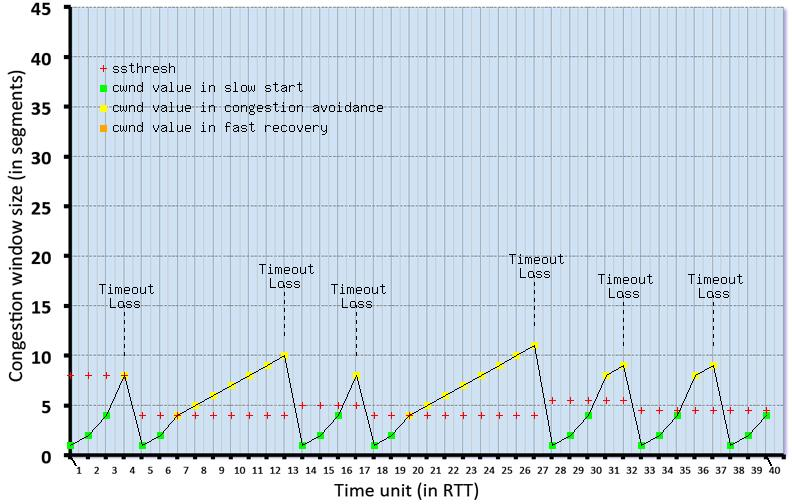 45
40
35
30
25
20
15
10
5
0
Congestion window size (in segments)
ssthresh
cwnd value in slow start
cwnd value in congestion avoidance
cwnd value in fast recovery
Timeout
Loss
Timeout
Loss
Timeout
Loss
Timeout
Loss
Timeout
Loss
Timeout
Loss
1 2 3 4 5 6 7 8 9 10 11 12 13 14 15 16 17 18 19 20 21 22 23 24 25 26 27 28 29 30 31 32 33 34 35 36 37 38 39 40
Time unit (in RTT)